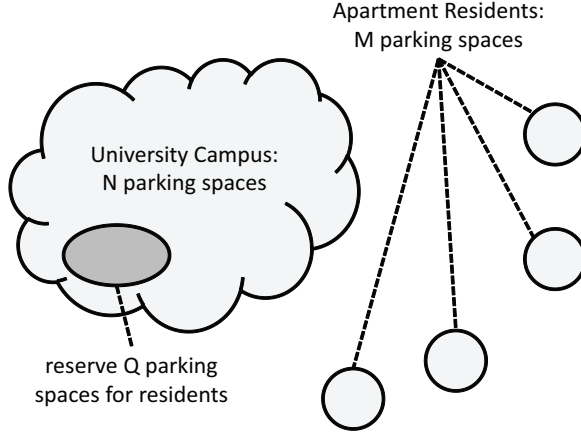 Apartment Residents:
M parking spaces
University Campus:
N parking spaces
reserve Q parking
spaces for residents